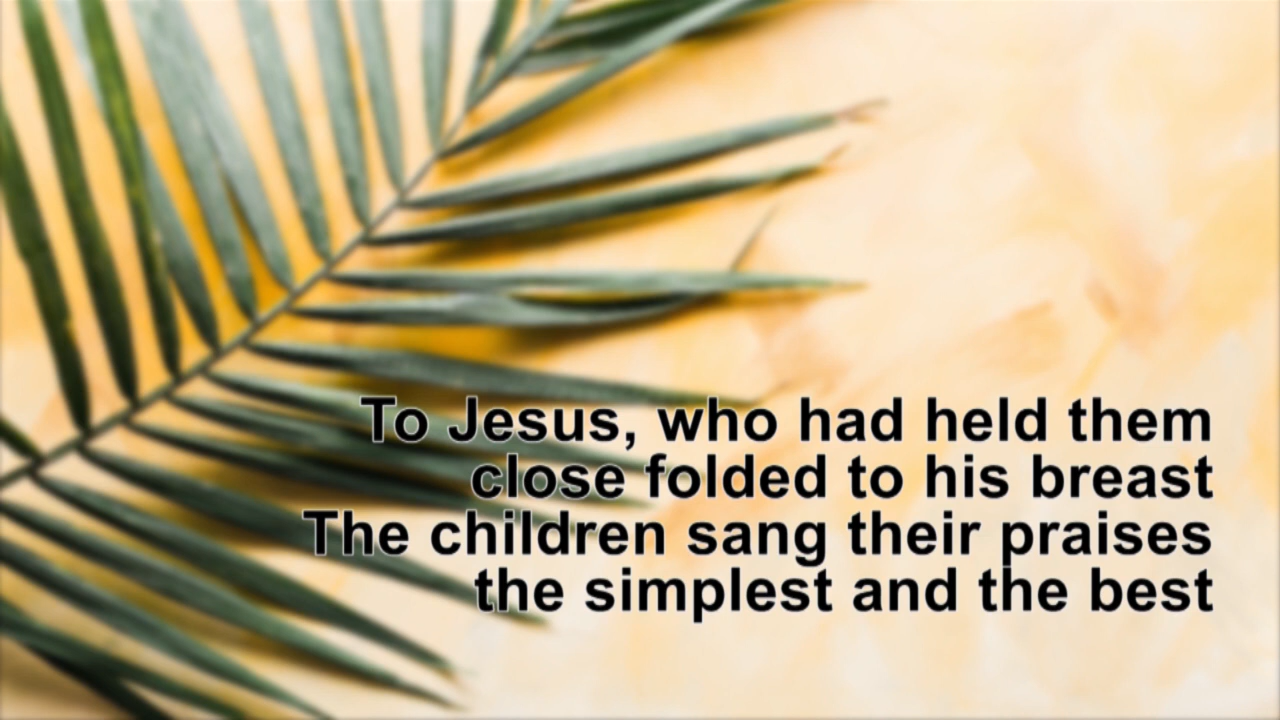 To Jesus, who had held them
close folded to his breast
The children sang their praises
the simplest and the best